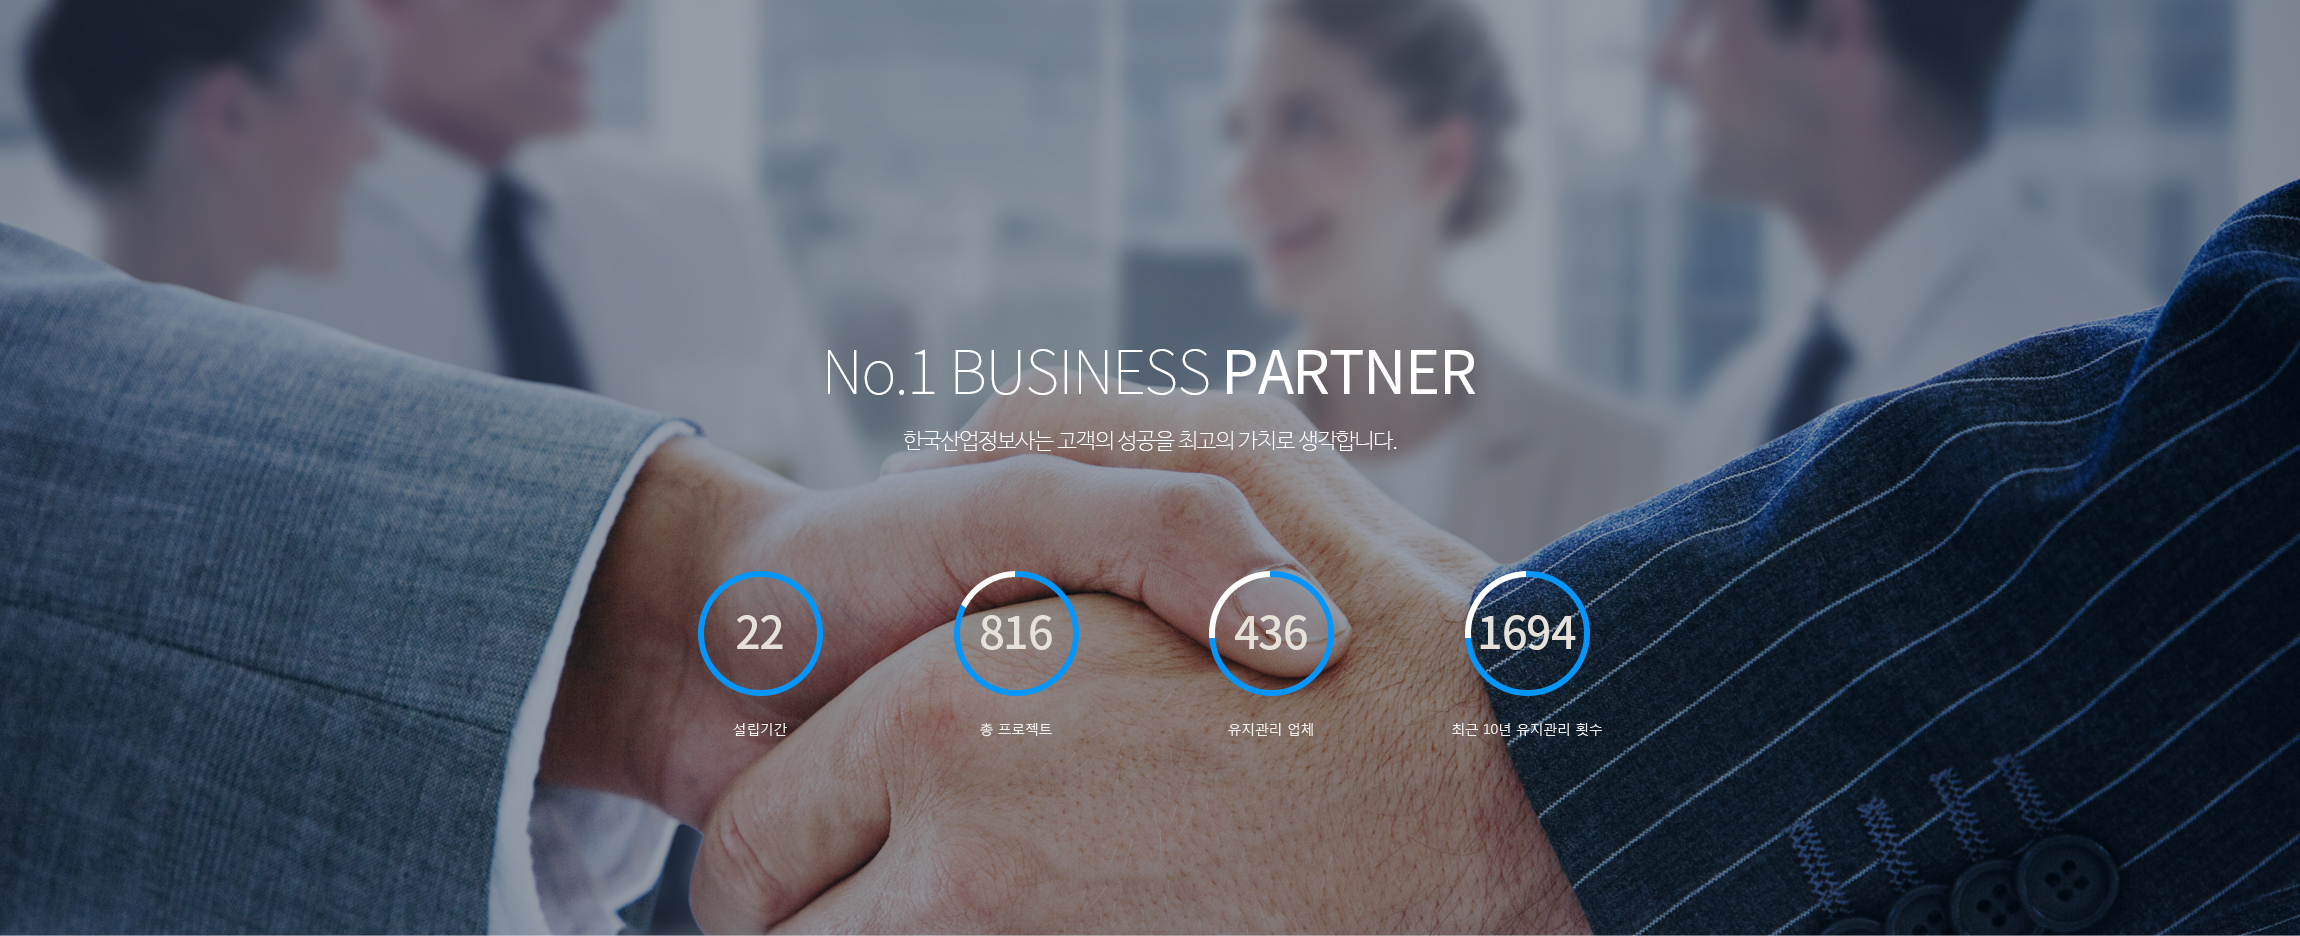 No.1 BUSINESS PARTNER
한국산업정보사는 고객의 성공을 최고의 가치로 생각합니다.
22
816
436
1694
설립기간
총 프로젝트
유지관리 업체
최근 10년 유지관리 횟수